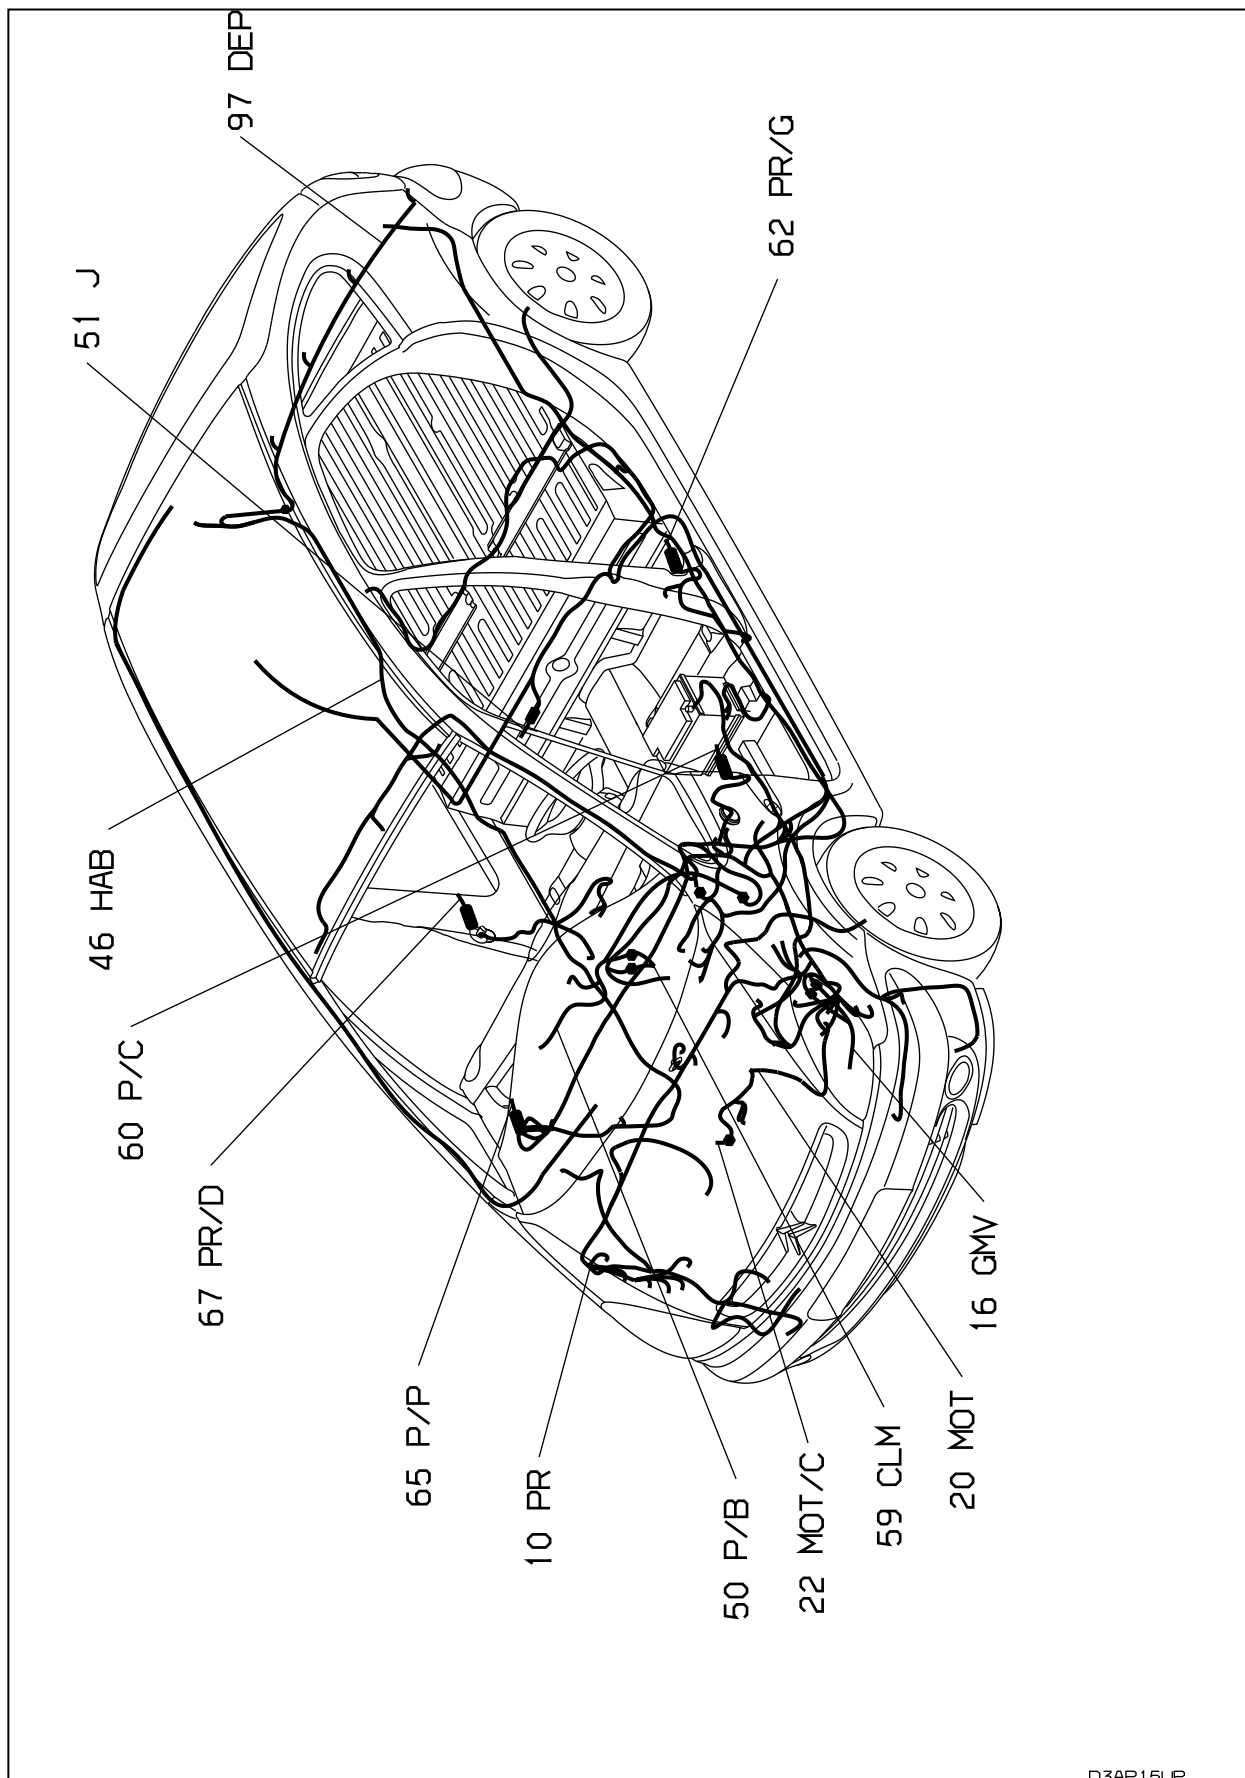 97 DEP
62 PR/G
51 J
46 HAB
60 P/C
67 PR/D
65 P/P
10 PR
50 P/B
22 MOT/C
59 CLM
20 MOT
16 GMV